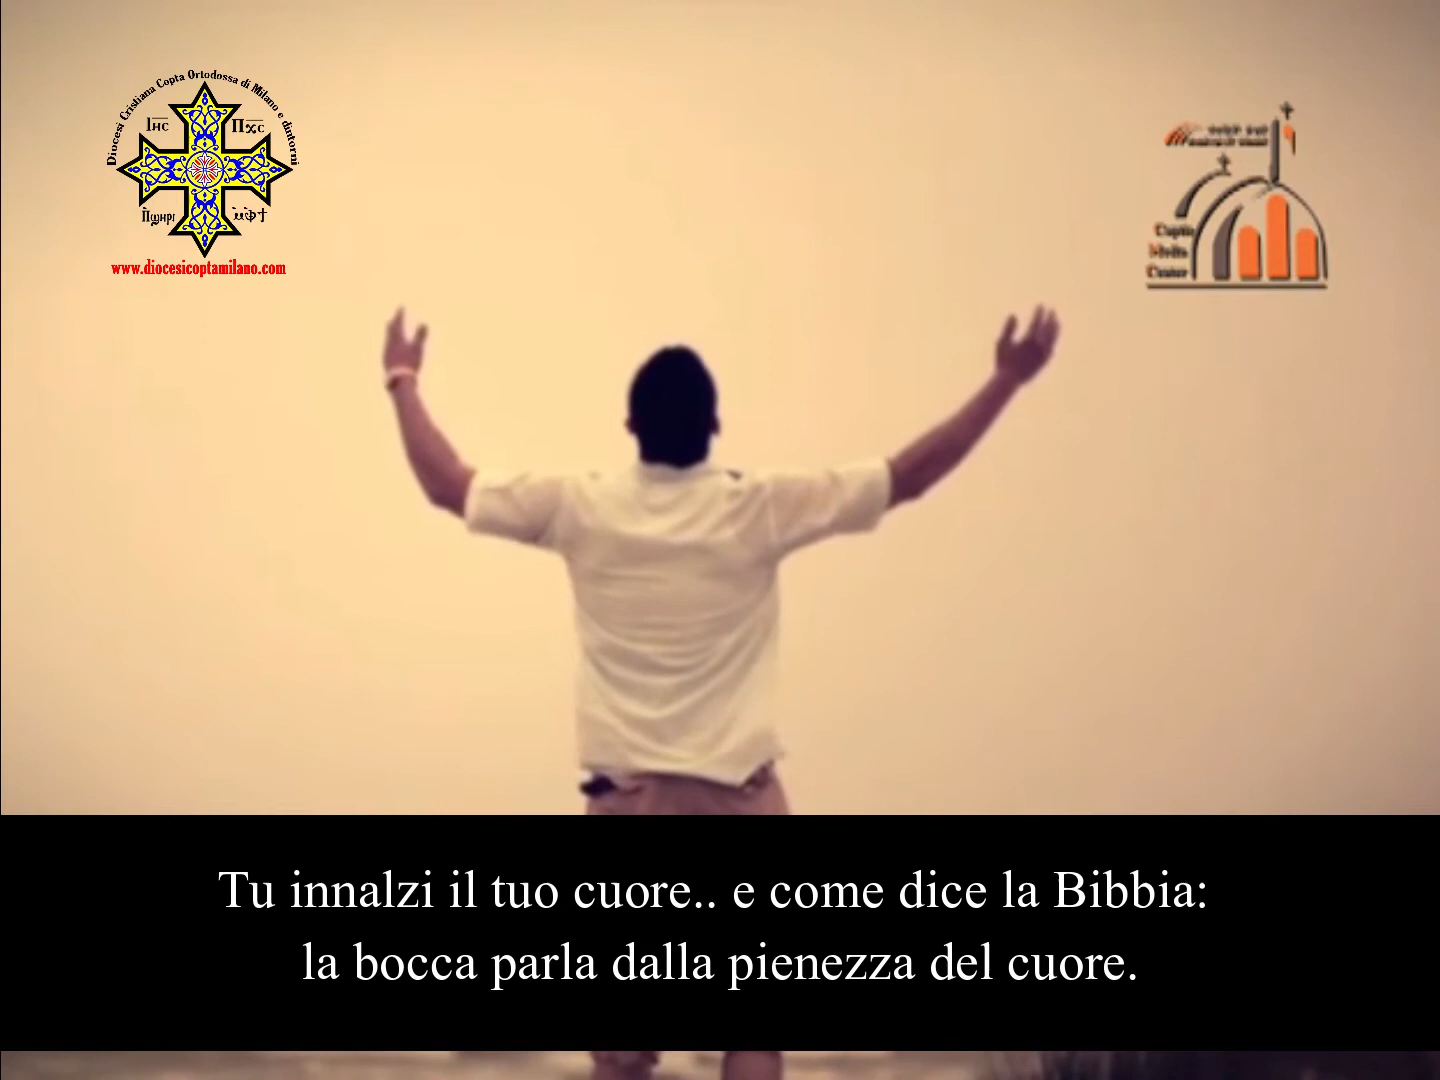 Diocesi Cristiana Copta Ortodossa di Milano e dintorni
www.diocesicoptamilano.com
Coptic
Media
Center
Tu innalzi il tuo cuore.. e come dice la Bibbia:
la bocca parla dalla pienezza del cuore.